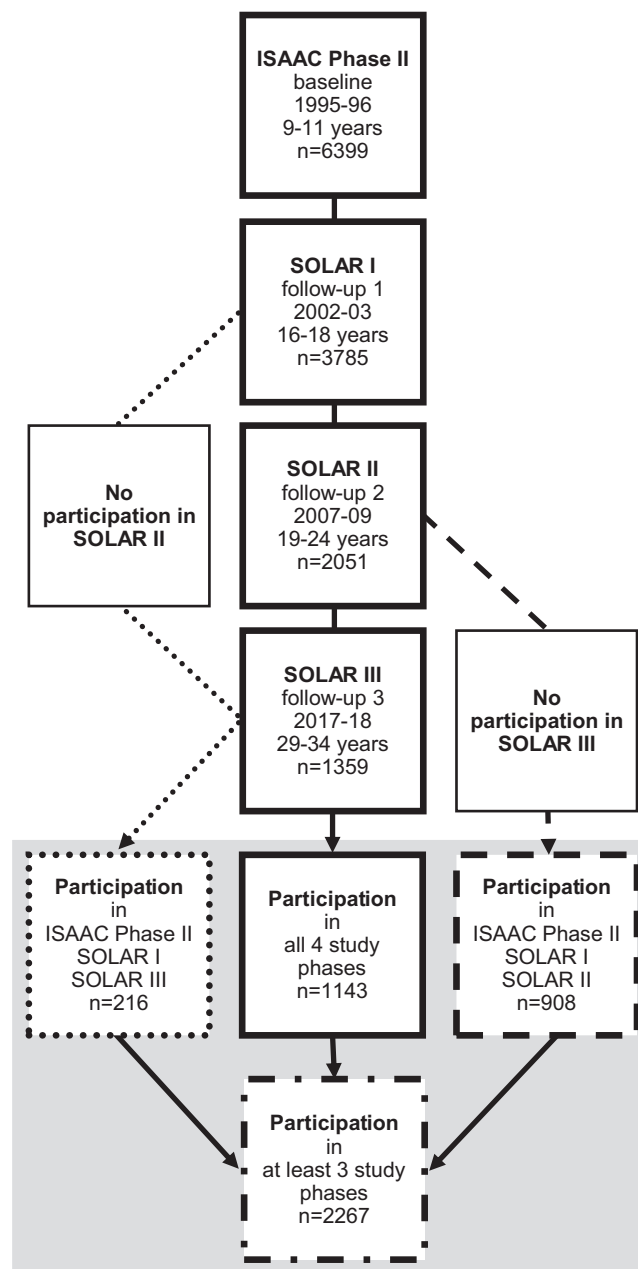 ISAAC Phase II
baseline
1995-96
9-11 years
n=6399
SOLAR I
follow-up 1
2002-03
16-18 years
n=3785
No
participation in
SOLAR II
SOLAR II
follow-up 2
2007-09
19-24 years
n=2051
SOLAR III
follow-up 3
2017-18
29-34 years
n=1359
No
participation in
SOLAR III
Participation
in
ISAAC Phase II
SOLAR I
SOLAR III
n=216
Participation
in
all 4 study
phases
n=1143
Participation
in
ISAAC Phase II
SOLAR I
SOLAR II
n=908
Participation
in
at least 3 study
phases
n=2267